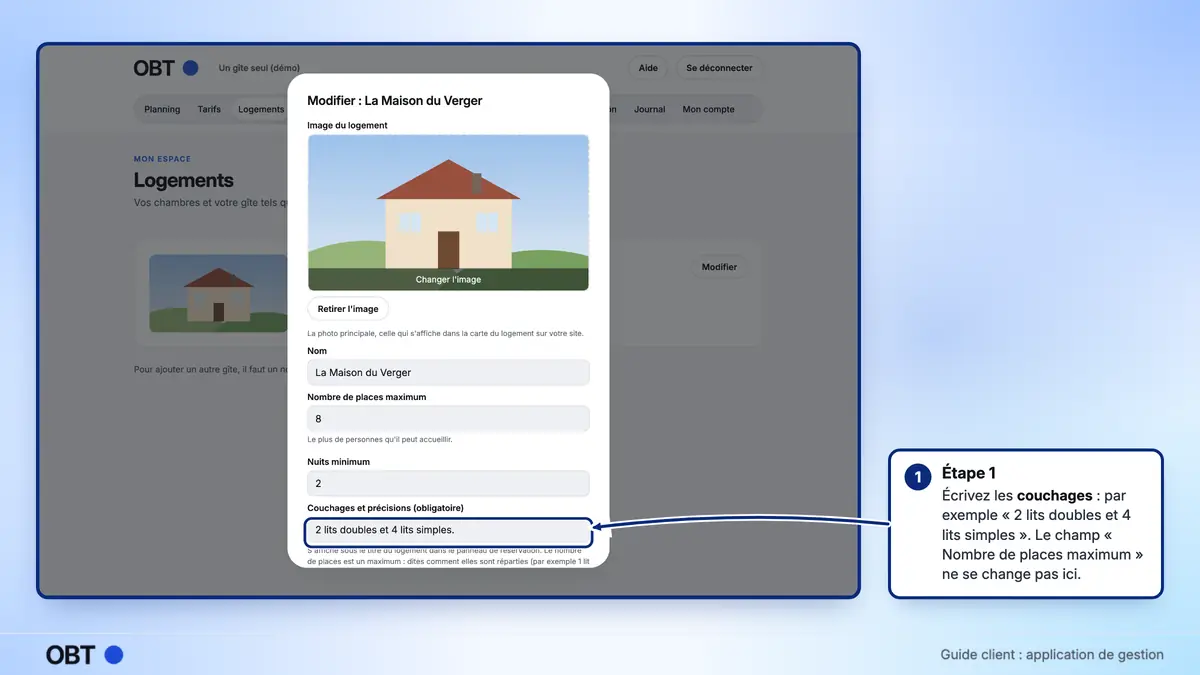 OBT
Un gîte seul (démo)
Aide
Se déconnecter
Planning
Tarifs
Logements
Journal
Mon compte
MON ESPACE
Logements
Vos chambres et votre gîte tels
Modifier
Pour ajouter un autre gîte, il faut un
Modifier : La Maison du Verger
Image du logement
Changer l'image
Retirer l'image
La photo principale, celle qui s'affiche dans la carte du logement sur votre site.
Nom
La Maison du Verger
Nombre de places maximum
8
Le plus de personnes qu'il peut accueillir.
Nuits minimum
2
Couchages et précisions (obligatoire)
2 lits doubles et 4 lits simples.
S'affiche sous le titre du logement dans le panneau de réservation. Le nombre
de places est un maximum : dites comment elles sont réparties (par exemple 1 lit
1
Étape 1
Écrivez les couchages : par
exemple « 2 lits doubles et 4
lits simples ». Le champ «
Nombre de places maximum »
ne se change pas ici.
OBT
Guide client : application de gestion